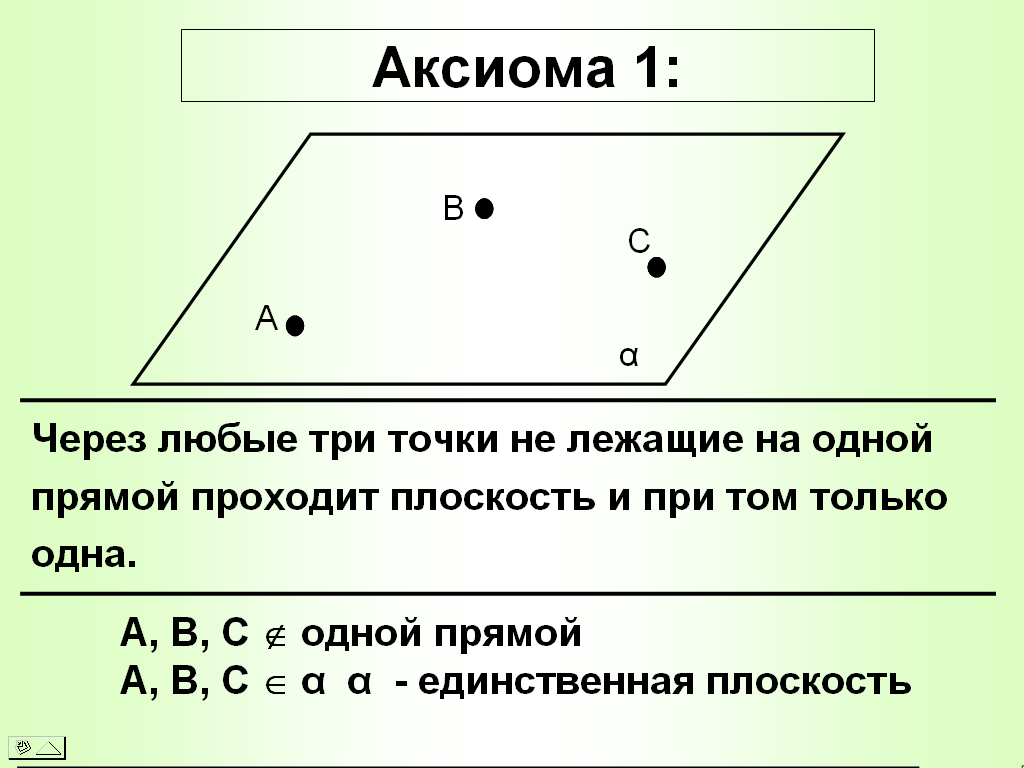 Аксиома 1:
В
С
А
α
Через любые три точки не лежащие на одной
прямой проходит плоскость и при том только
одна.
А, В, С ∉ одной прямой
А, В, С ∈ α α - единственная плоскость